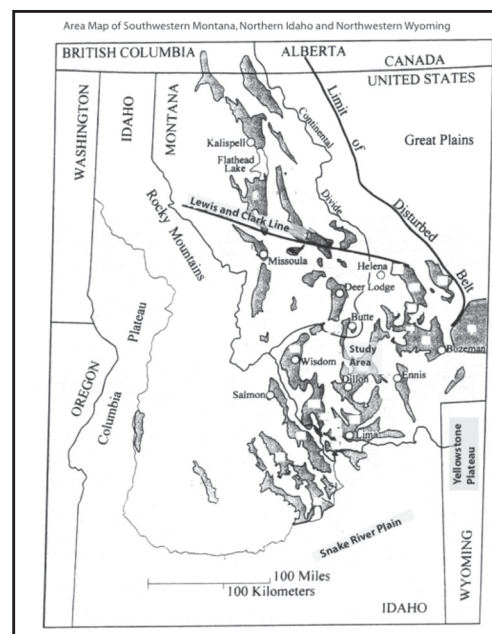 Area Map of Southwestern Montana, Northern Idaho and Northwestern Wyoming
BRITISH COLUMBIA
ALBERTA
CANADA
UNITED STATES
WASHINGTON
IDAHO
MONTANA
Continental
Divide
Limit of
Disturbed
Belt
Great Plains
Kalispell
Flathead
Lake
Rocky Mountains
Lewis and Clark Line
Missoula
Helena
Deer Lodge
Butte
Study
Area
Bozeman
Wisdom
Dillon
Ennis
Salmon
Lima
OREGON
Columbia
Plateau
Yellowstone
Plateau
Snake River Plain
WYOMING
100 Miles
100 Kilometers
IDAHO